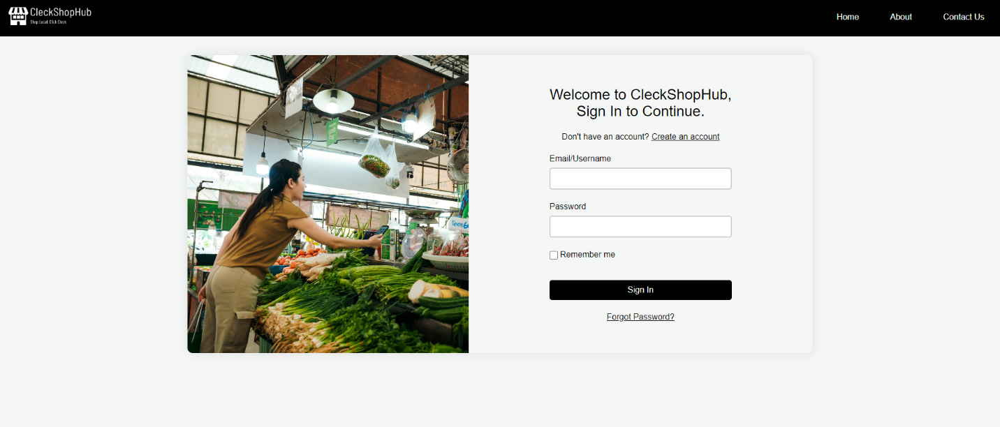 CleckShopHub
Shop Local, Click Cleck
Home
About
Contact Us
Welcome to CleckShopHub,
Sign In to Continue.
Don't have an account? Create an account
Email/Username
Password
Remember me
Sign In
Forgot Password?